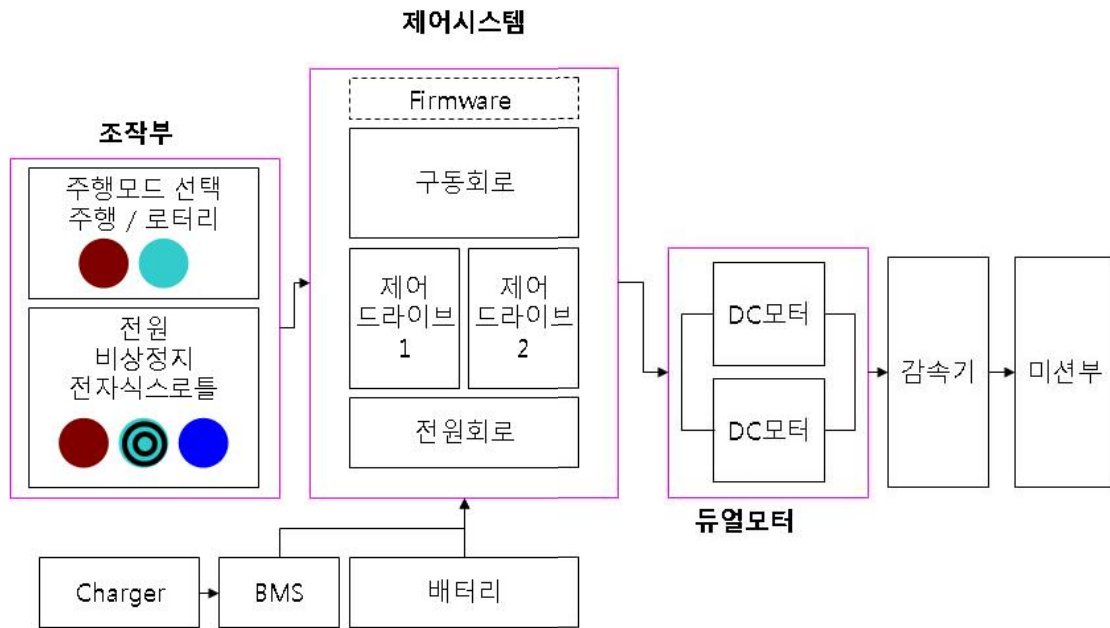 제어시스템
Firmware
구동회로
제어
드라이브
1
제어
드라이브
2
전원회로
조작부
주행모드 선택
주행 / 로터리
전원
비상정지
전자식스로틀
DC모터
DC모터
듀얼모터
감속기
미션부
Charger
BMS
배터리